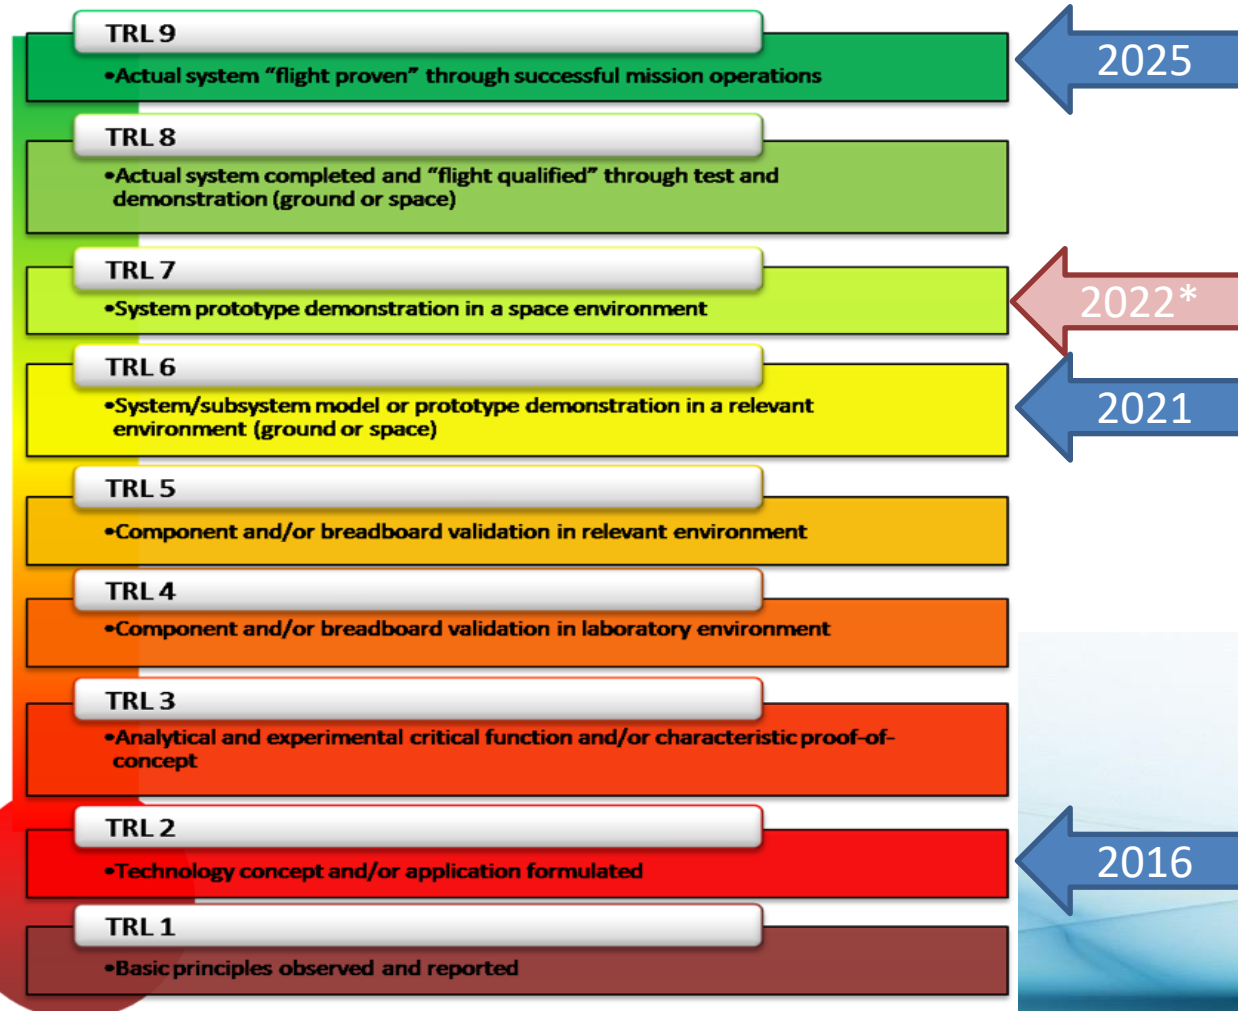 TRL 9
•Actual system “flight proven” through successful mission operations
2025
TRL 8
•Actual system completed and “flight qualified” through test and
demonstration (ground or space)
TRL 7
•System prototype demonstration in a space environment
2022*
TRL 6
•System/subsystem model or prototype demonstration in a relevant
environment (ground or space)
2021
TRL 5
•Component and/or breadboard validation in relevant environment
TRL 4
•Component and/or breadboard validation in laboratory environment
TRL 3
•Analytical and experimental critical function and/or characteristic proof-of-
concept
TRL 2
•Technology concept and/or application formulated
2016
TRL 1
•Basic principles observed and reported